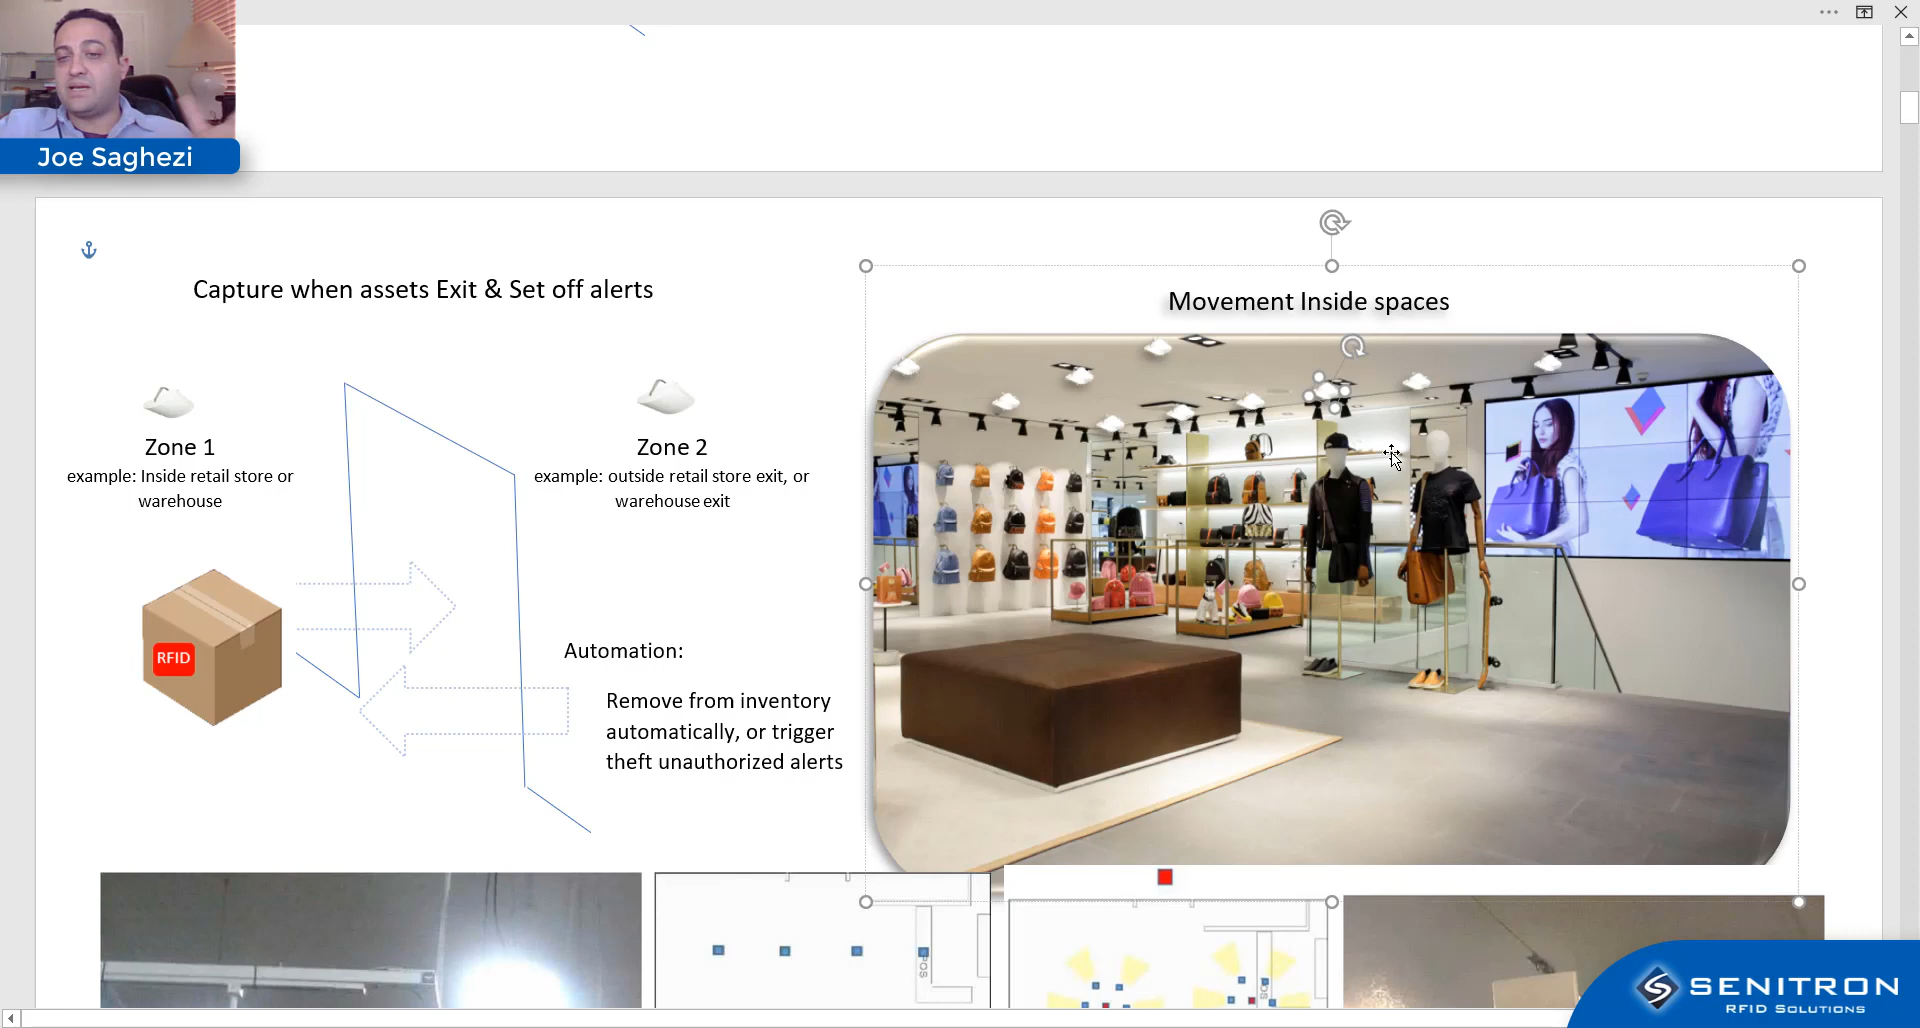 Joe Saghezi
Capture when assets Exit & Set off alerts
Movement Inside spaces
Zone 1
example: Inside retail store or
warehouse
Zone 2
example: outside retail store exit, or
warehouse exit
RFID
Automation:
Remove from inventory
automatically, or trigger
theft unauthorized alerts
POS
SENITRON
RFID SOLUTIONS